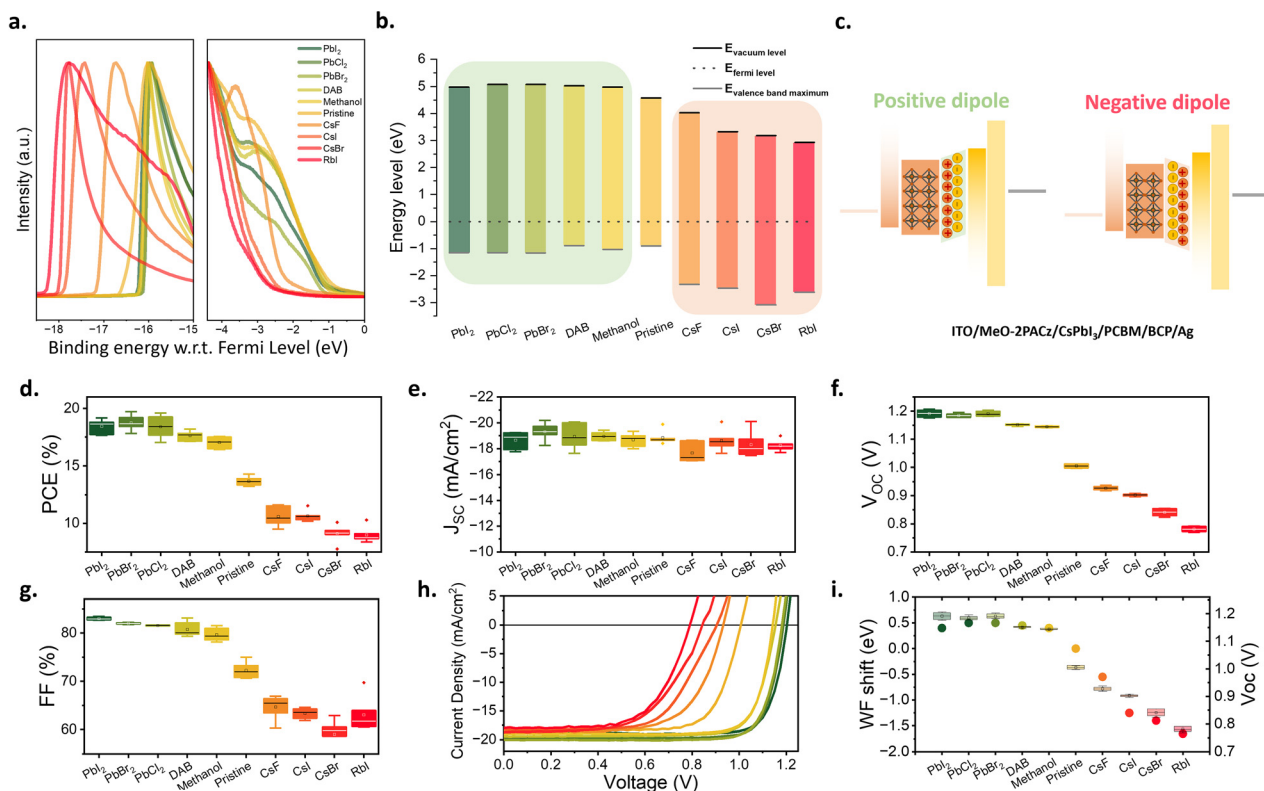 a.
Intensity (a.u.)
PbI₂
PbCl₂
PbBr₂
DAB
Methanol
Pristine
CsF
CsI
CsBr
RbI
−18 −17 −16 −15 −4 −3 −2 −1 0
Binding energy w.r.t. Fermi Level (eV)
b.
E vacuum level
E fermi level
E valence band maximum
Energy level (eV)
6
5
4
3
2
1
0
−1
−2
−3
PbI₂ PbCl₂ PbBr₂ DAB Methanol Pristine CsF CsI CsBr RbI
c.
Positive dipole
Negative dipole
ITO/MeO-2PACz/CsPbI₃/PCBM/BCP/Ag
d.
PCE (%)
20
15
10
PbI₂ PbBr₂ PbCl₂ DAB Methanol Pristine CsF CsI CsBr RbI
e.
J_SC (mA/cm²)
−22
−20
−18
−16
−14
−12
−10
PbI₂ PbBr₂ PbCl₂ DAB Methanol Pristine CsF CsI CsBr RbI
f.
V_OC (V)
1.2
1.1
1.0
0.9
0.8
0.7
PbI₂ PbBr₂ PbCl₂ DAB Methanol Pristine CsF CsI CsBr RbI
g.
FF (%)
80
70
60
PbI₂ PbBr₂ PbCl₂ DAB Methanol Pristine CsF CsI CsBr RbI
h.
Current Density (mA/cm²)
5
0
−5
−10
−15
−20
0.0 0.2 0.4 0.6 0.8 1.0 1.2
Voltage (V)
i.
WF shift (eV)
1.0
0.5
0.0
−0.5
−1.0
−1.5
−2.0
1.2
1.1
1.0
0.9
0.8
0.7
Voc (V)
PbI₂ PbCl₂ PbBr₂ DAB Methanol Pristine CsF CsI CsBr RbI